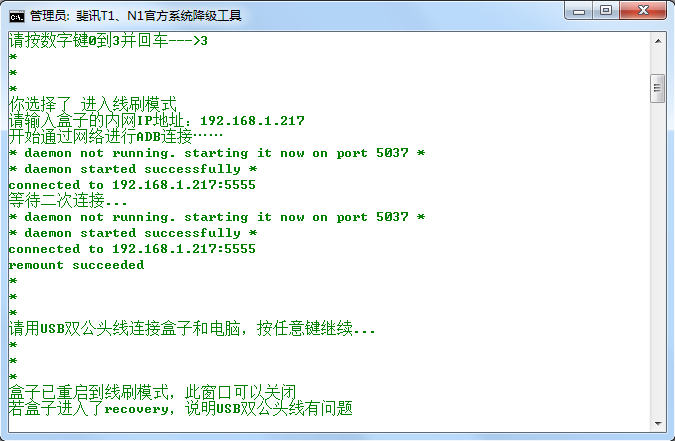 管理员: 斐讯T1、N1官方系统降级工具
请按数字键0到3并回车--->3
*
*
*
你选择了 进入线刷模式
请输入盒子的内网IP地址：192.168.1.217
开始通过网络进行ADB连接……
* daemon not running. starting it now on port 5037 *
* daemon started successfully *
connected to 192.168.1.217:5555
等待二次连接...
* daemon not running. starting it now on port 5037 *
* daemon started successfully *
connected to 192.168.1.217:5555
remount succeeded
*
*
*
请用USB双公头线连接盒子和电脑，按任意键继续...
*
*
*
盒子已重启到线刷模式，此窗口可以关闭
若盒子进入了recovery，说明USB双公头线有问题